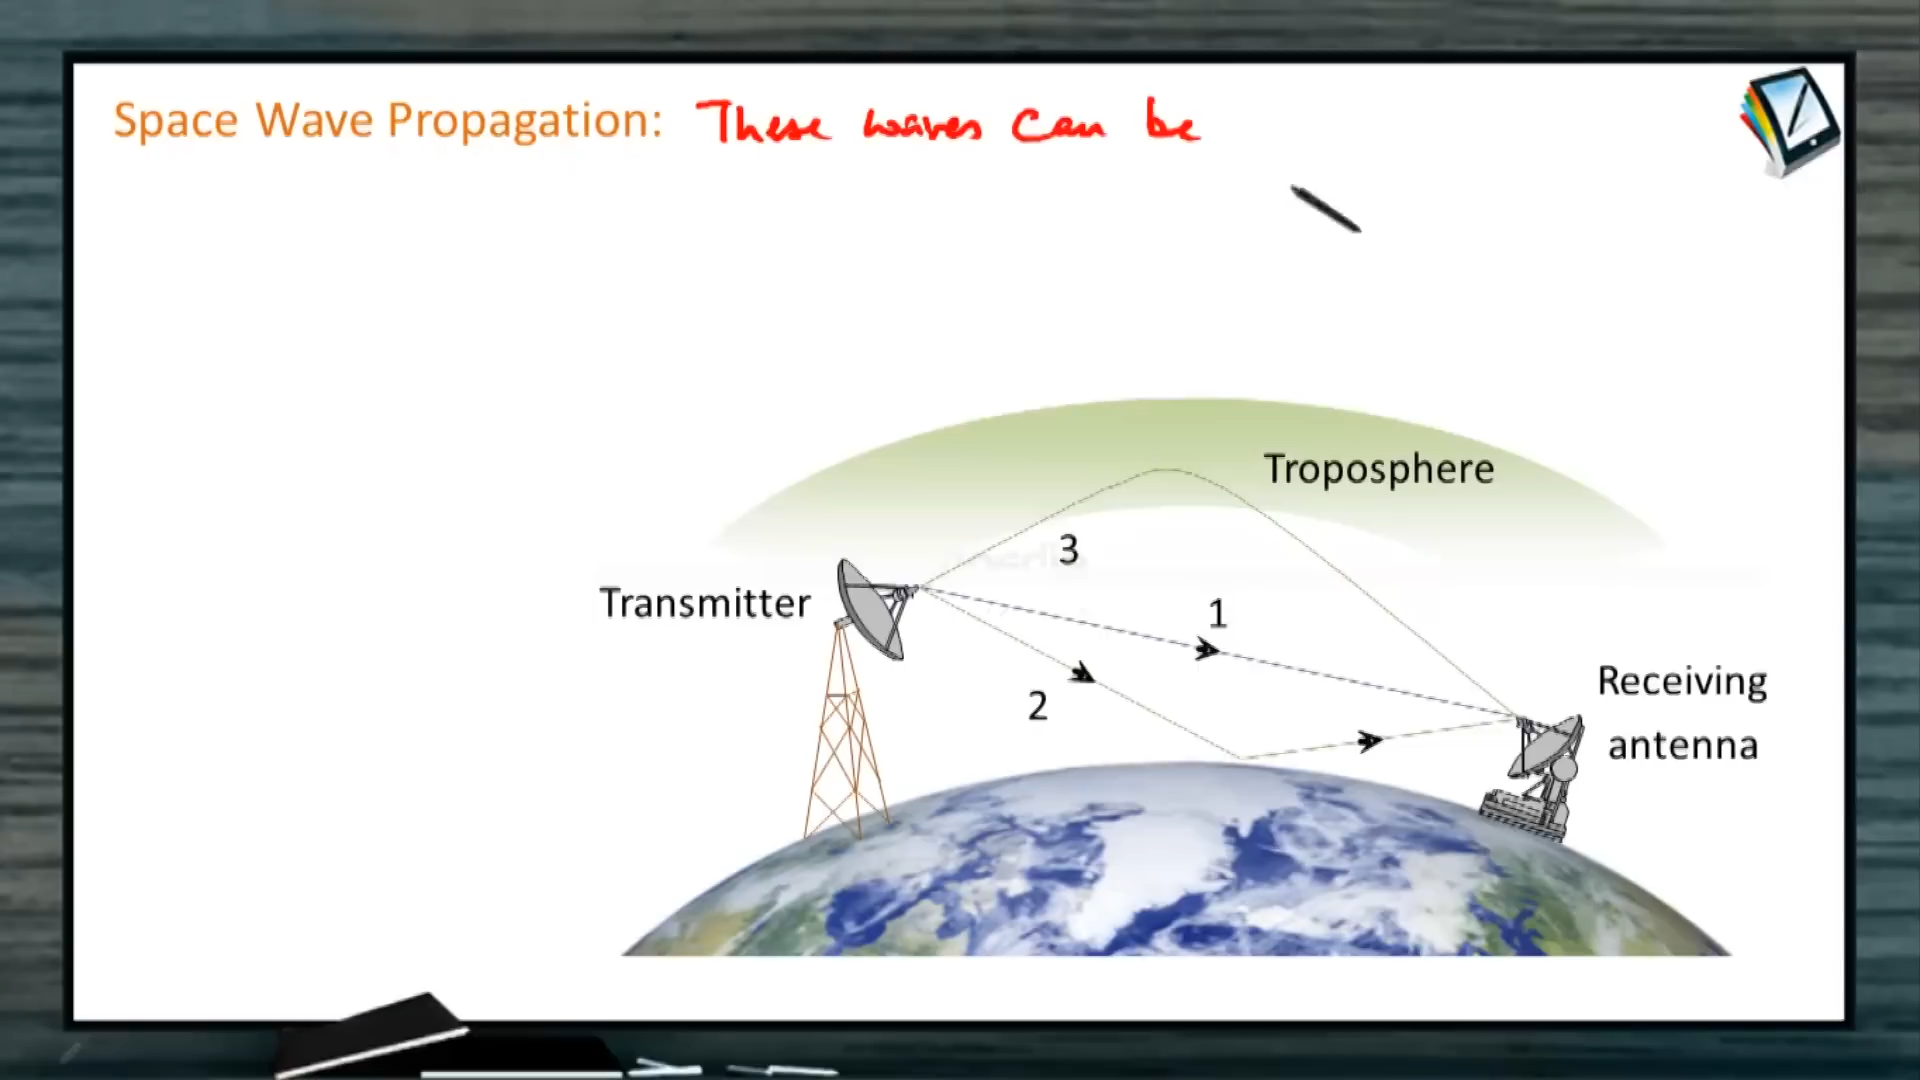 Space Wave Propagation: These waves can be
Troposphere
3
Transmitter
1
2
Receiving
antenna